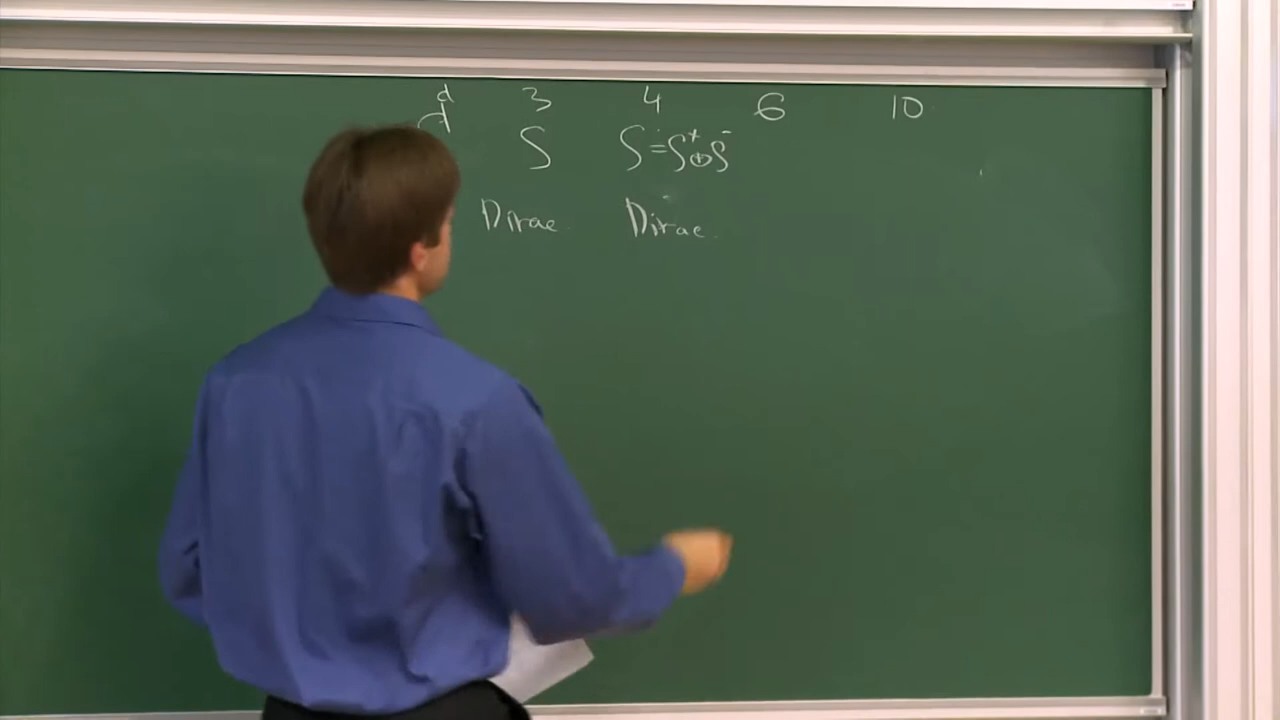 d 3 4 6 10
S S = S⁺ ⊕ S⁻
Dirac Dirac